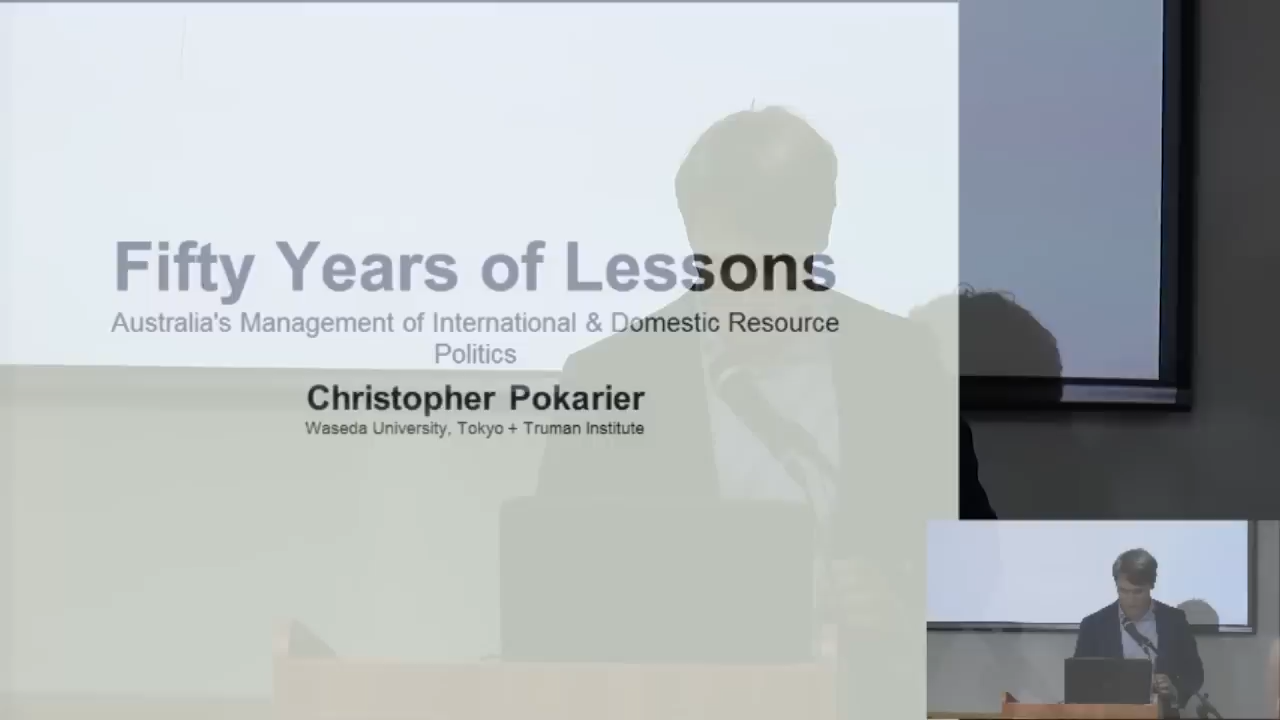 Fifty Years of Lessons
Australia's Management of International & Domestic Resource
Politics
Christopher Pokarier
Waseda University, Tokyo + Truman Institute